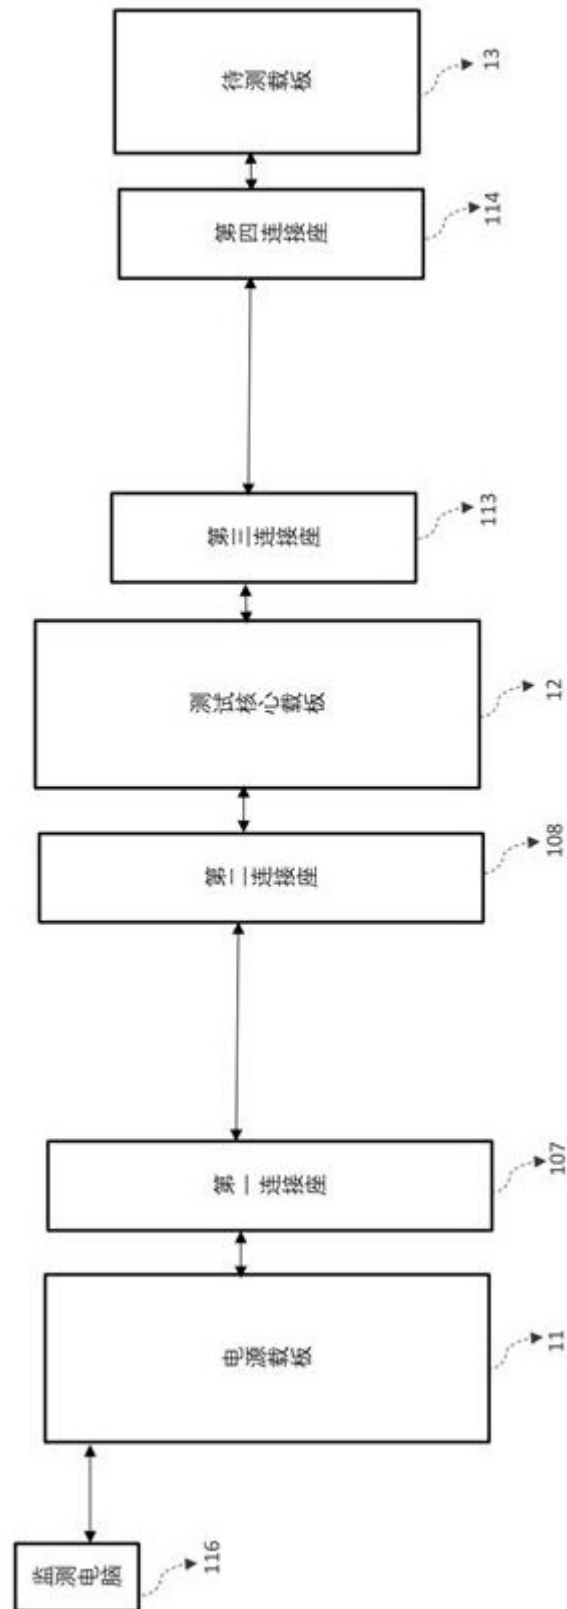 监测电脑
116
电源载板
11
第一连接座
107
第二连接座
108
测试核心载板
12
第三连接座
113
第四连接座
114
待测载板
13